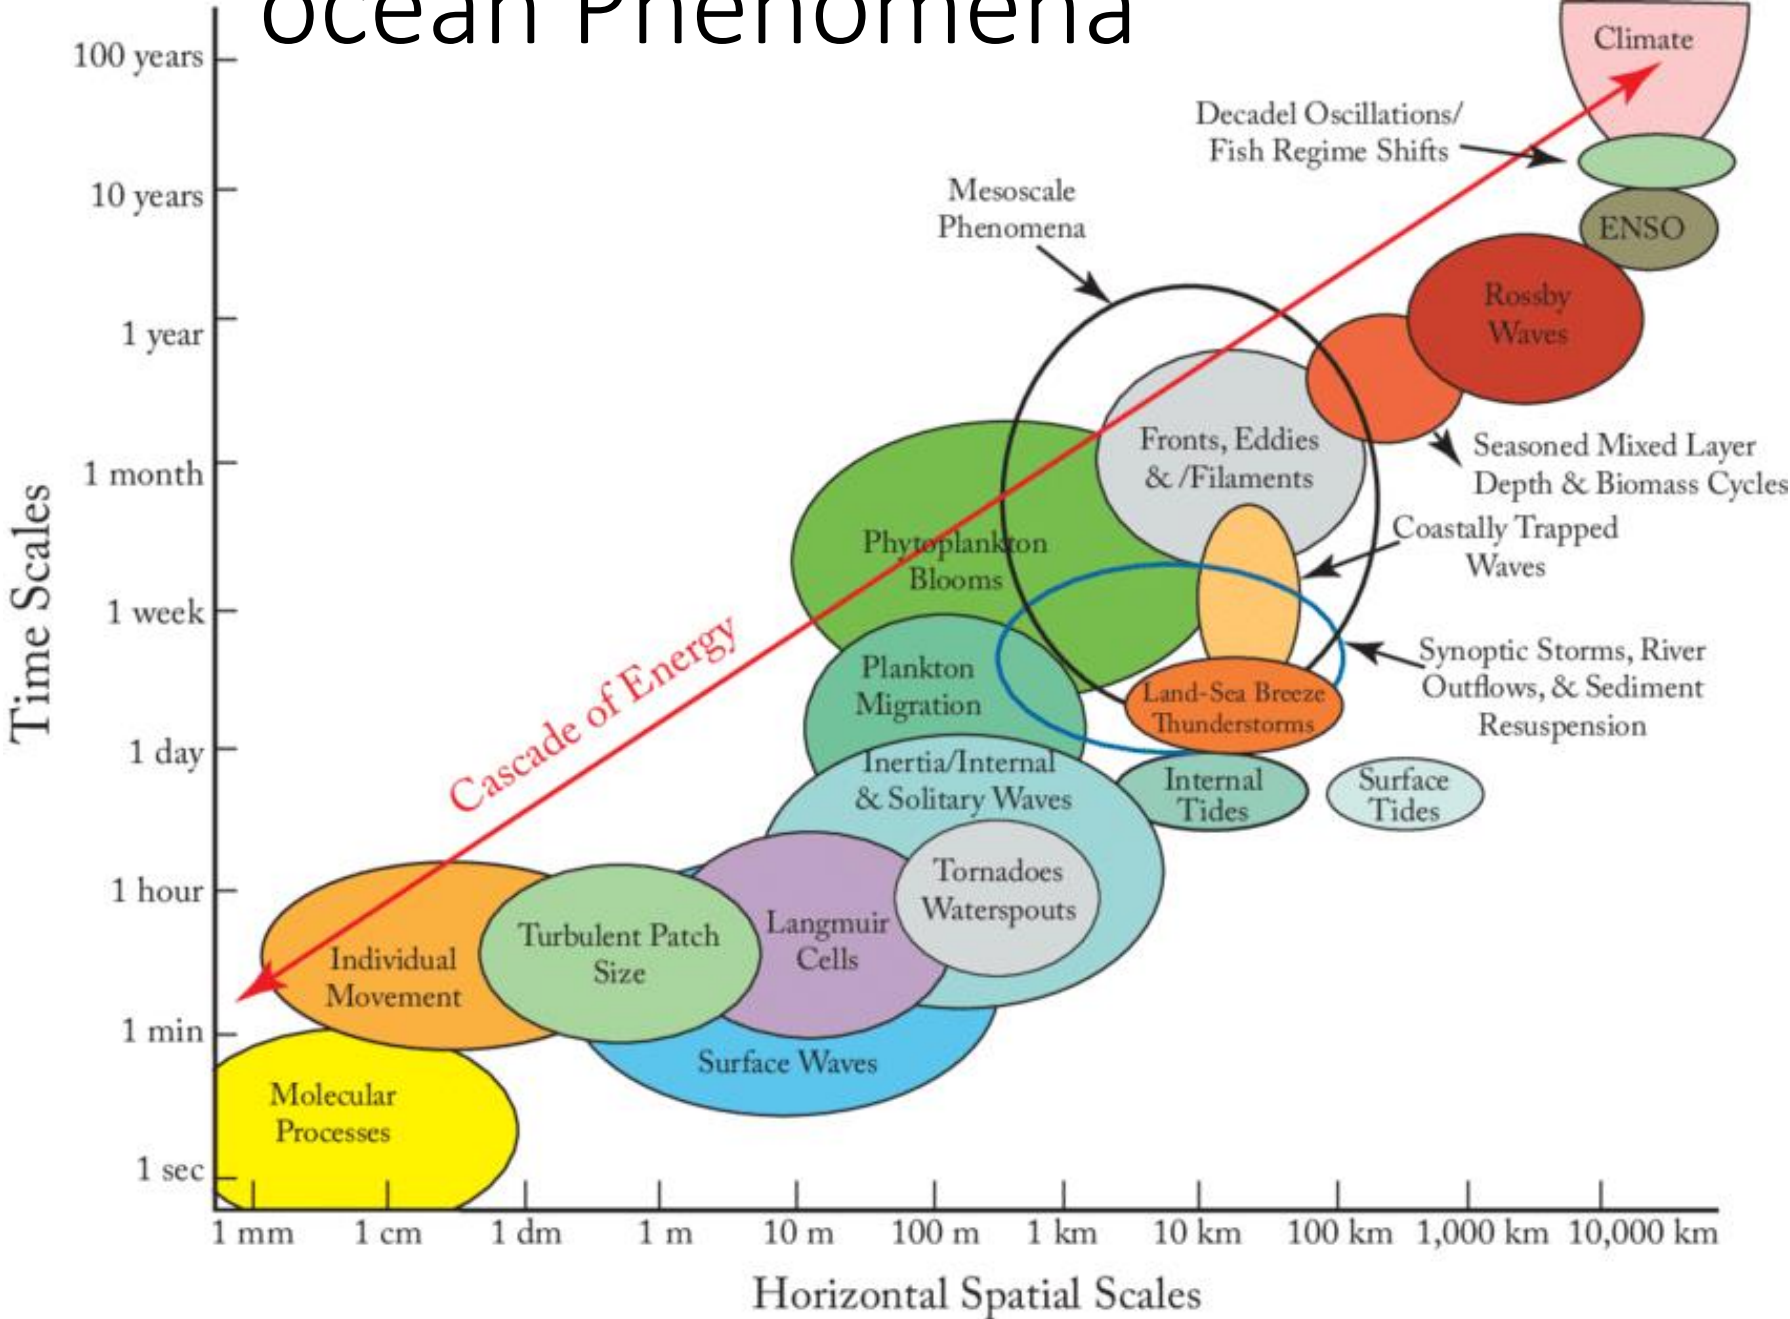 ocean Phenomena
Time Scales
100 years
10 years
1 year
1 month
1 week
1 day
1 hour
1 min
1 sec
Climate
Decadel Oscillations/
Fish Regime Shifts
Mesoscale
Phenomena
ENSO
Rossby
Waves
Fronts, Eddies
& /Filaments
Seasoned Mixed Layer
Depth & Biomass Cycles
Coastally Trapped
Waves
Phytoplankton
Blooms
Cascade of Energy
Plankton
Migration
Synoptic Storms, River
Outflows, & Sediment
Resuspension
Land-Sea Breeze
Thunderstorms
Inertia/Internal
& Solitary Waves
Internal
Tides
Surface
Tides
Tornadoes
Waterspouts
Langmuir
Cells
Turbulent Patch
Size
Individual
Movement
Surface Waves
Molecular
Processes
1 mm
1 cm
1 dm
1 m
10 m
100 m
1 km
10 km
100 km
1,000 km
10,000 km
Horizontal Spatial Scales